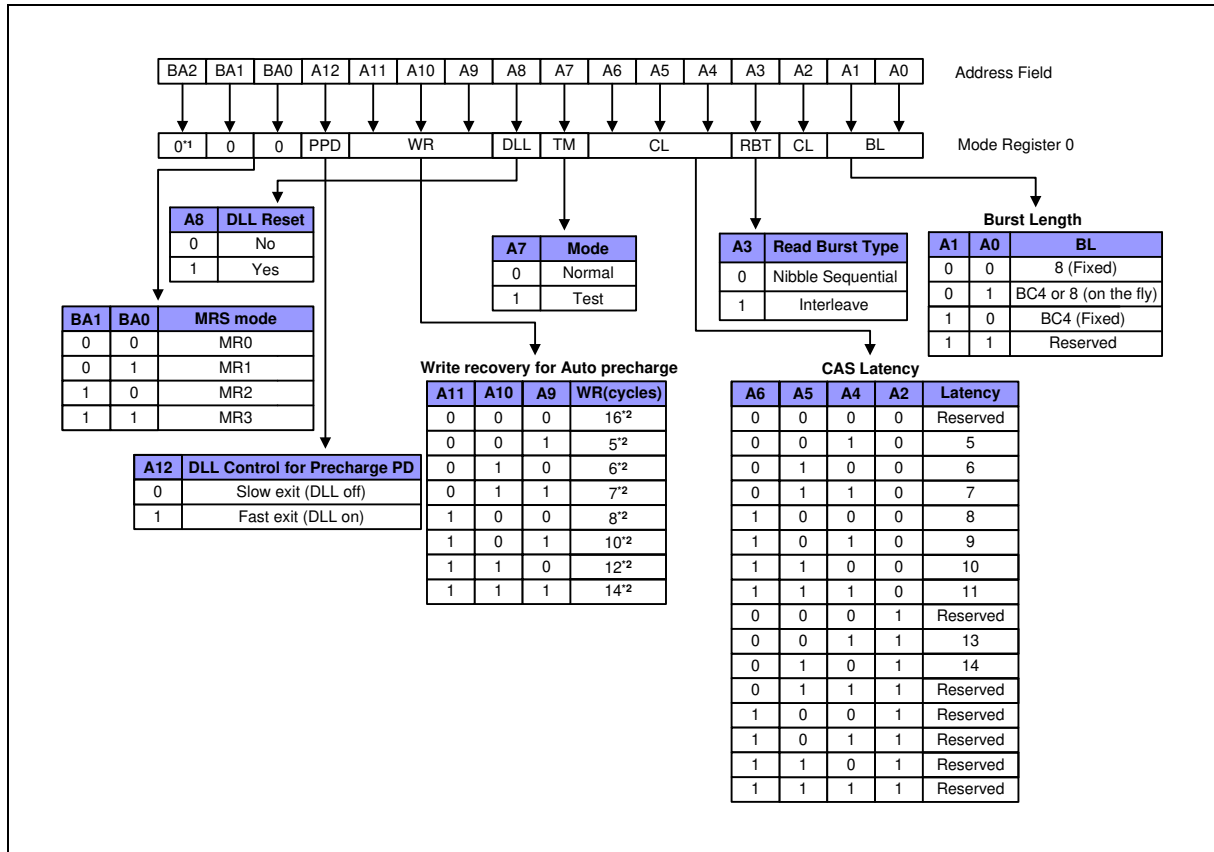 BA2 BA1 BA0 A12 A11 A10 A9 A8 A7 A6 A5 A4 A3 A2 A1 A0 Address Field
0*1 0 0 PPD WR DLL TM CL RBT CL BL Mode Register 0
A8 DLL Reset
0 No
1 Yes
A7 Mode
0 Normal
1 Test
A3 Read Burst Type
0 Nibble Sequential
1 Interleave
Burst Length
A1 A0 BL
0 0 8 (Fixed)
0 1 BC4 or 8 (on the fly)
1 0 BC4 (Fixed)
1 1 Reserved
BA1 BA0 MRS mode
0 0 MR0
0 1 MR1
1 0 MR2
1 1 MR3
A12 DLL Control for Precharge PD
0 Slow exit (DLL off)
1 Fast exit (DLL on)
Write recovery for Auto precharge
A11 A10 A9 WR(cycles)
0 0 0 16*2
0 0 1 5*2
0 1 0 6*2
0 1 1 7*2
1 0 0 8*2
1 0 1 10*2
1 1 0 12*2
1 1 1 14*2
CAS Latency
A6 A5 A4 A2 Latency
0 0 0 0 Reserved
0 0 1 0 5
0 1 0 0 6
0 1 1 0 7
1 0 0 0 8
1 0 1 0 9
1 1 0 0 10
1 1 1 0 11
0 0 0 1 Reserved
0 0 1 1 13
0 1 0 1 14
0 1 1 1 Reserved
1 0 0 1 Reserved
1 0 1 1 Reserved
1 1 0 1 Reserved
1 1 1 1 Reserved